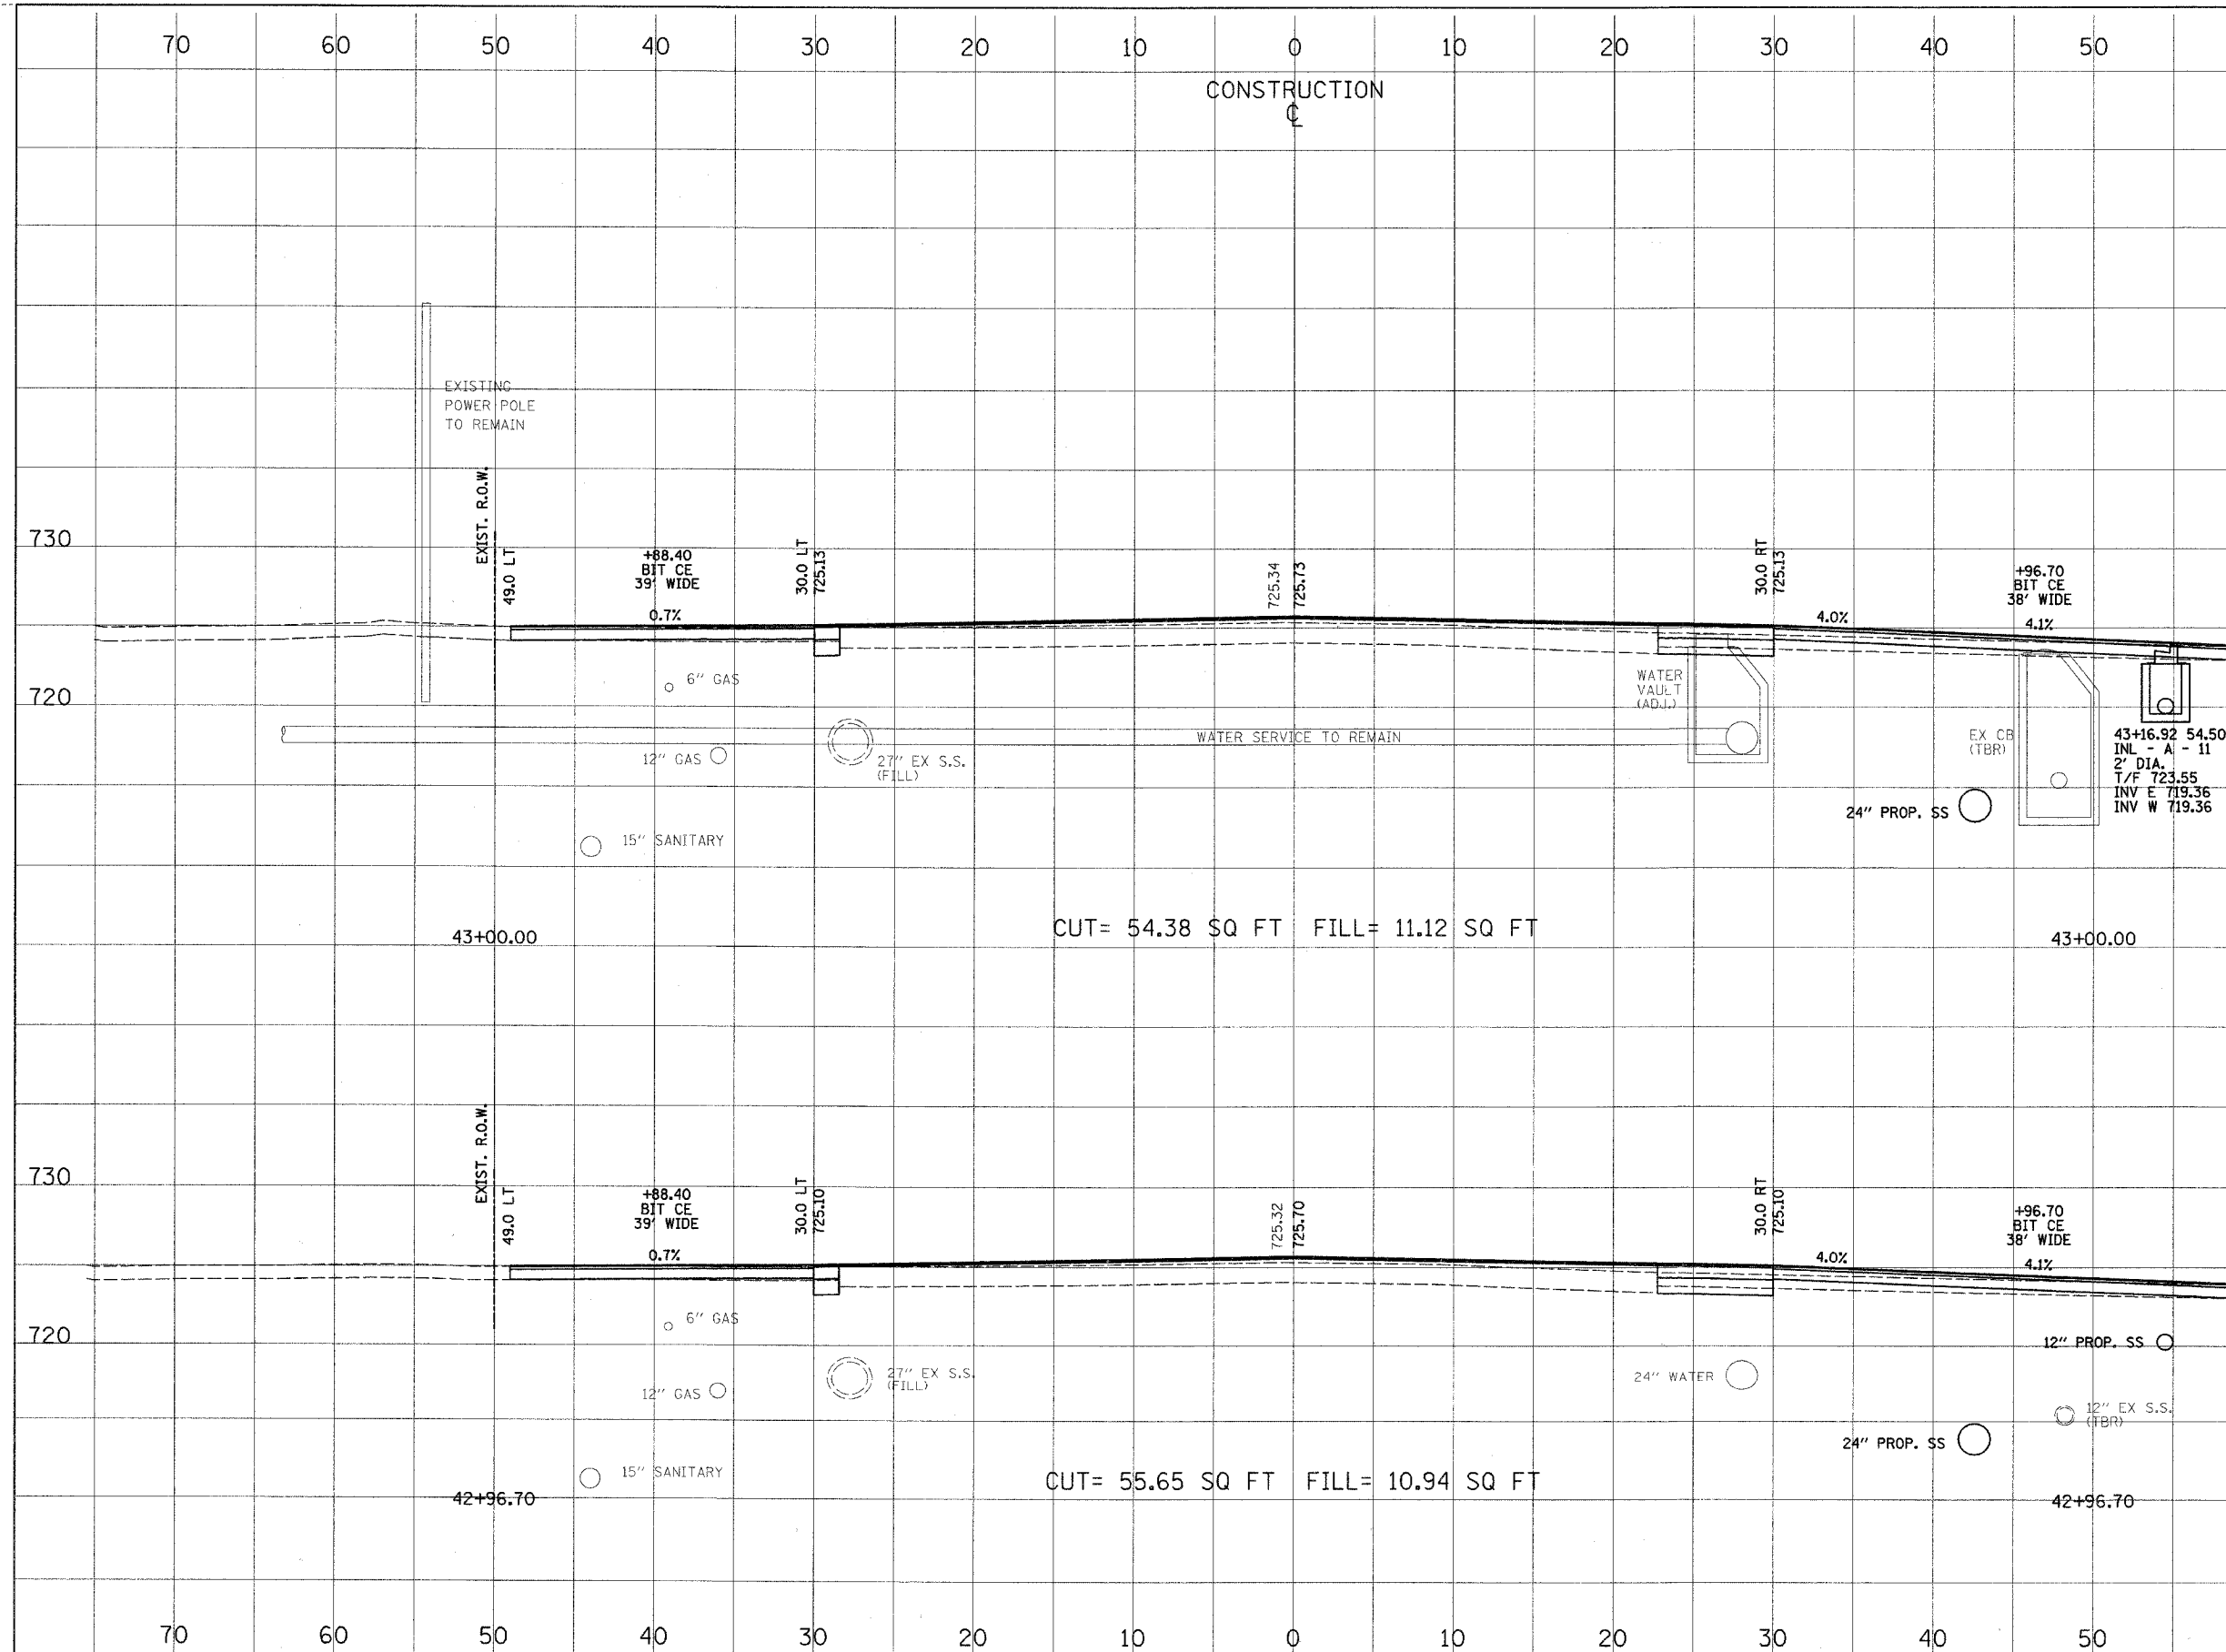 70 60 50 40 30 20 10 0 10 20 30 40 50
CONSTRUCTION
℄
EXISTING
POWER POLE
TO REMAIN
EXIST. R.O.W.
730
49.0 LT
+88.40
BIT CE
39' WIDE
0.7%
30.0 LT
725.13
725.34
725.73
30.0 RT
725.13
4.0%
+96.70
BIT CE
38' WIDE
4.1%
720
6" GAS
12" GAS
27" EX S.S.
(FILL)
WATER SERVICE TO REMAIN
WATER
VAULT
(ADJ.)
EX CB
(TBR)
43+16.92 54.50
INL - A - 11
2' DIA.
T/F 723.55
INV E 719.36
INV W 719.36
24" PROP. SS
15" SANITARY
CUT= 54.38 SQ FT FILL= 11.12 SQ FT
43+00.00
43+00.00
EXIST. R.O.W.
730
49.0 LT
+88.40
BIT CE
39' WIDE
0.7%
30.0 LT
725.10
725.32
725.70
30.0 RT
725.10
4.0%
+96.70
BIT CE
38' WIDE
4.1%
720
6" GAS
12" GAS
27" EX S.S.
(FILL)
24" WATER
12" PROP. SS
12" EX S.S.
(TBR)
24" PROP. SS
15" SANITARY
CUT= 55.65 SQ FT FILL= 10.94 SQ FT
42+96.70
42+96.70
70 60 50 40 30 20 10 0 10 20 30 40 50